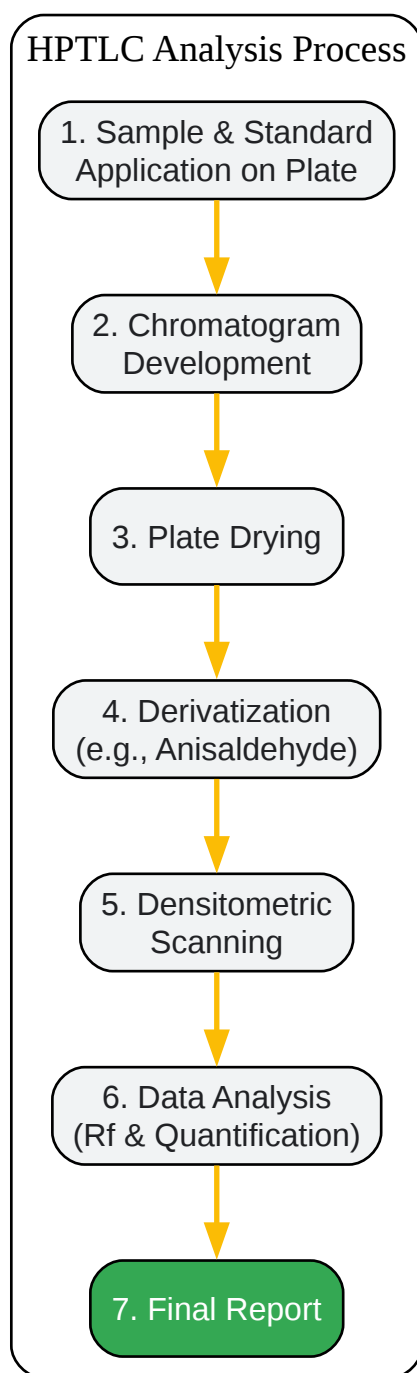 HPTLC Analysis Process
1. Sample & Standard
Application on Plate
2. Chromatogram
Development
3. Plate Drying
4. Derivatization
(e.g., Anisaldehyde)
5. Densitometric
Scanning
6. Data Analysis
(Rf & Quantification)
7. Final Report